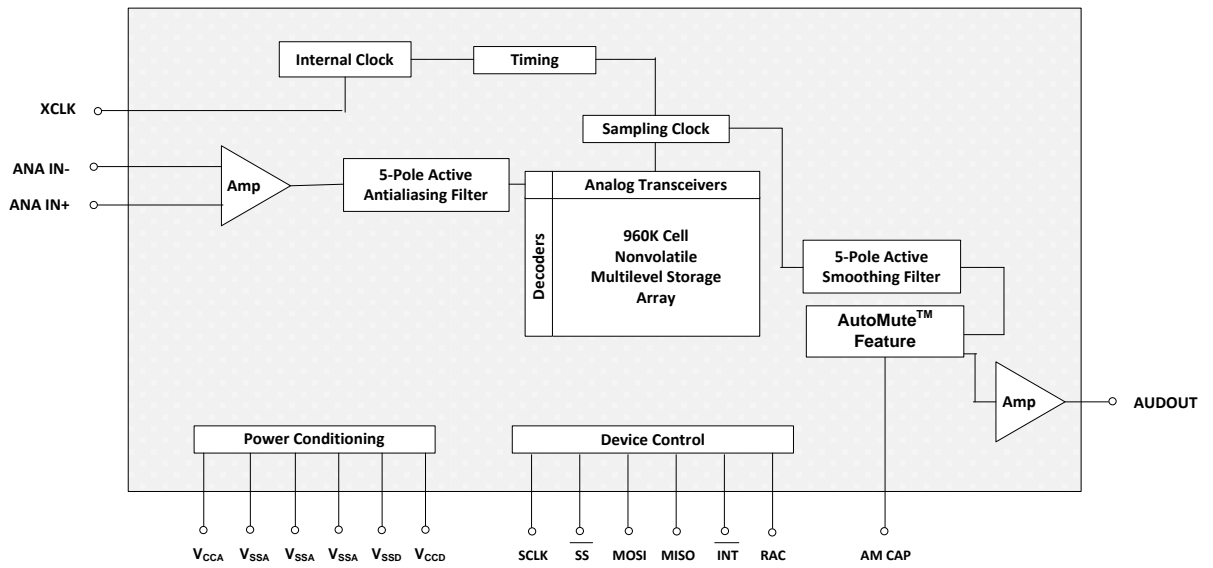 Internal Clock
Timing
XCLK
Sampling Clock
ANA IN-
ANA IN+
Amp
5-Pole Active
Antialiasing Filter
Analog Transceivers
Decoders
960K Cell
Nonvolatile
Multilevel Storage
Array
5-Pole Active
Smoothing Filter
AutoMute™
Feature
Amp
AUDOUT
Power Conditioning
Device Control
VCCA VSSA VSSA VSSA VSSD VCCD SCLK SS MOSI MISO INT RAC AM CAP